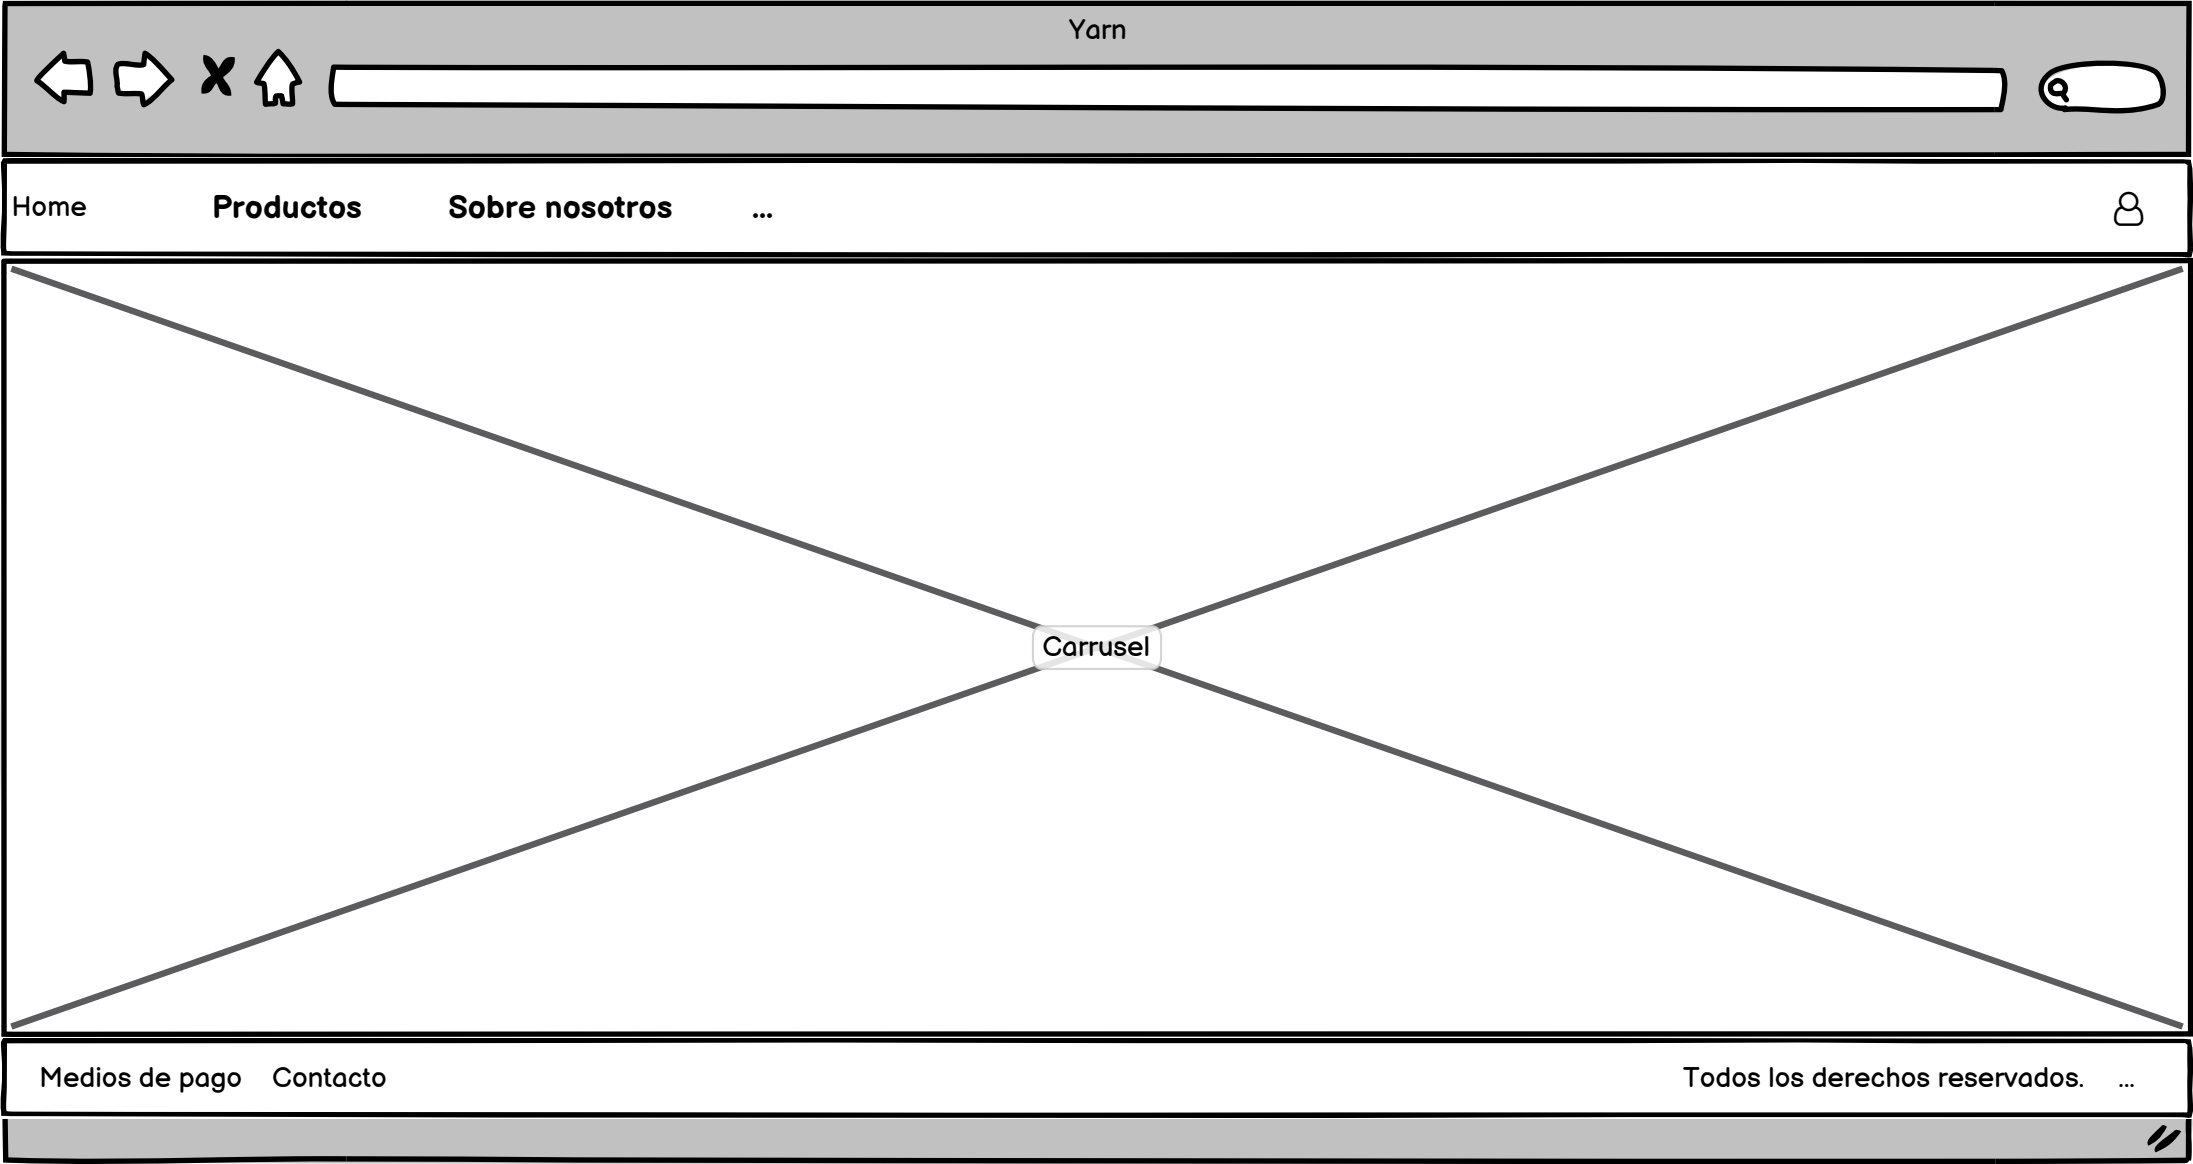 Yarn
Home Productos Sobre nosotros ...
Carrusel
Medios de pago Contacto Todos los derechos reservados. ...